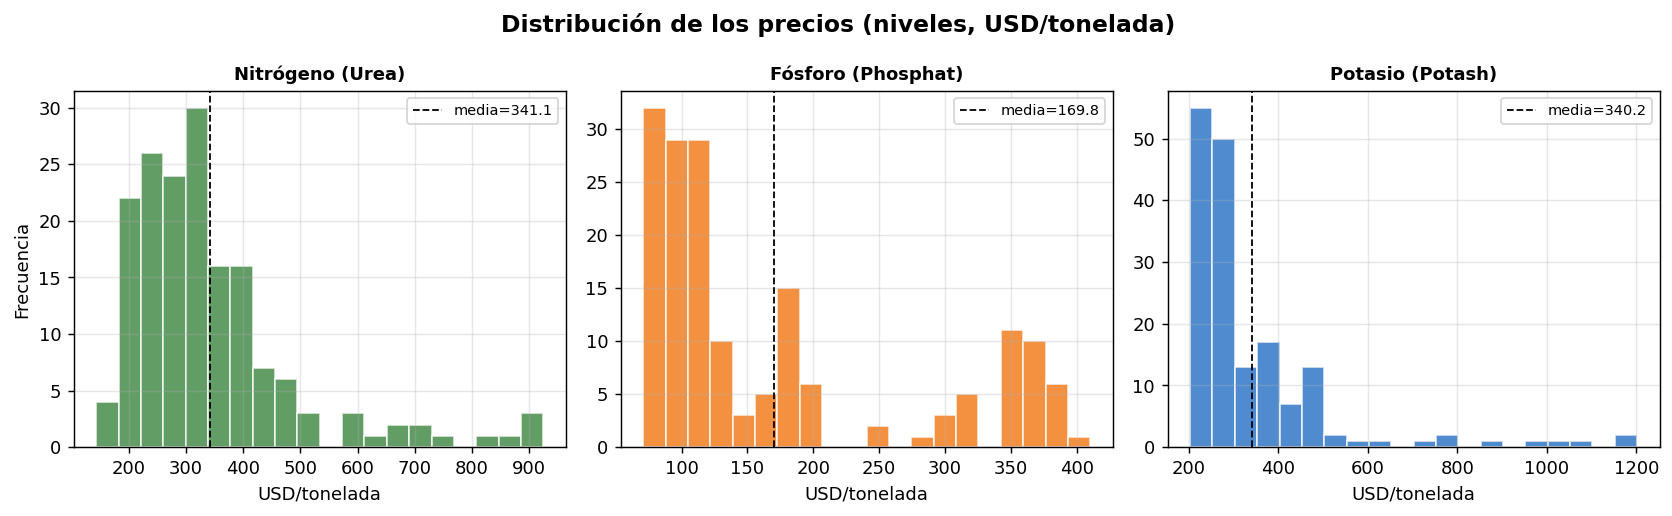 Distribución de los precios (niveles, USD/tonelada)
Nitrógeno (Urea)
media=341.1
Frecuencia
30
25
20
15
10
5
0
200 300 400 500 600 700 800 900
USD/tonelada
Fósforo (Phosphat)
media=169.8
30
25
20
15
10
5
0
100 150 200 250 300 350 400
USD/tonelada
Potasio (Potash)
media=340.2
50
40
30
20
10
0
200 400 600 800 1000 1200
USD/tonelada